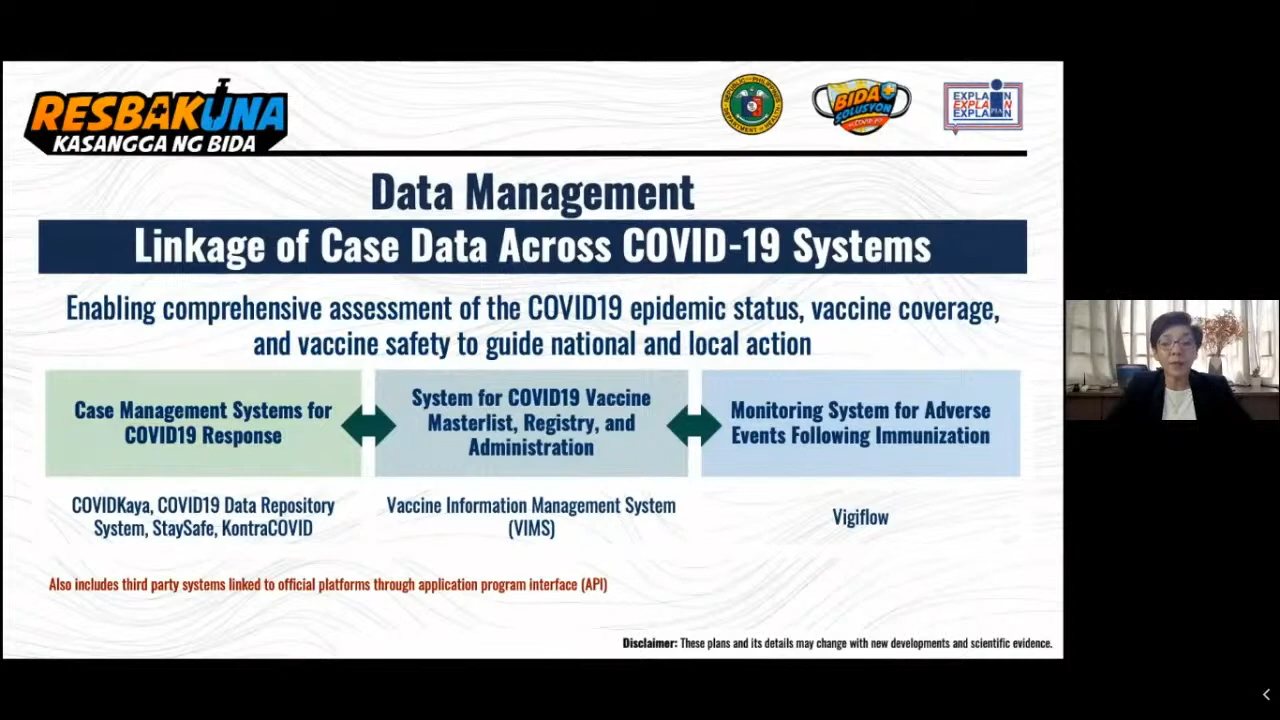 RESBAKUNA
KASANGGA NG BIDA
BIDA
SOLUSYON
EXPLAIN
EXPLAIN
EXPLAIN
Data Management
Linkage of Case Data Across COVID-19 Systems
Enabling comprehensive assessment of the COVID19 epidemic status, vaccine coverage,
and vaccine safety to guide national and local action
Case Management Systems for
COVID19 Response
System for COVID19 Vaccine
Masterlist, Registry, and
Administration
Monitoring System for Adverse
Events Following Immunization
COVIDKaya, COVID19 Data Repository
System, StaySafe, KontraCOVID
Vaccine Information Management System
(VIMS)
Vigiflow
Also includes third party systems linked to official platforms through application program interface (API)
Disclaimer: These plans and its details may change with new developments and scientific evidence.